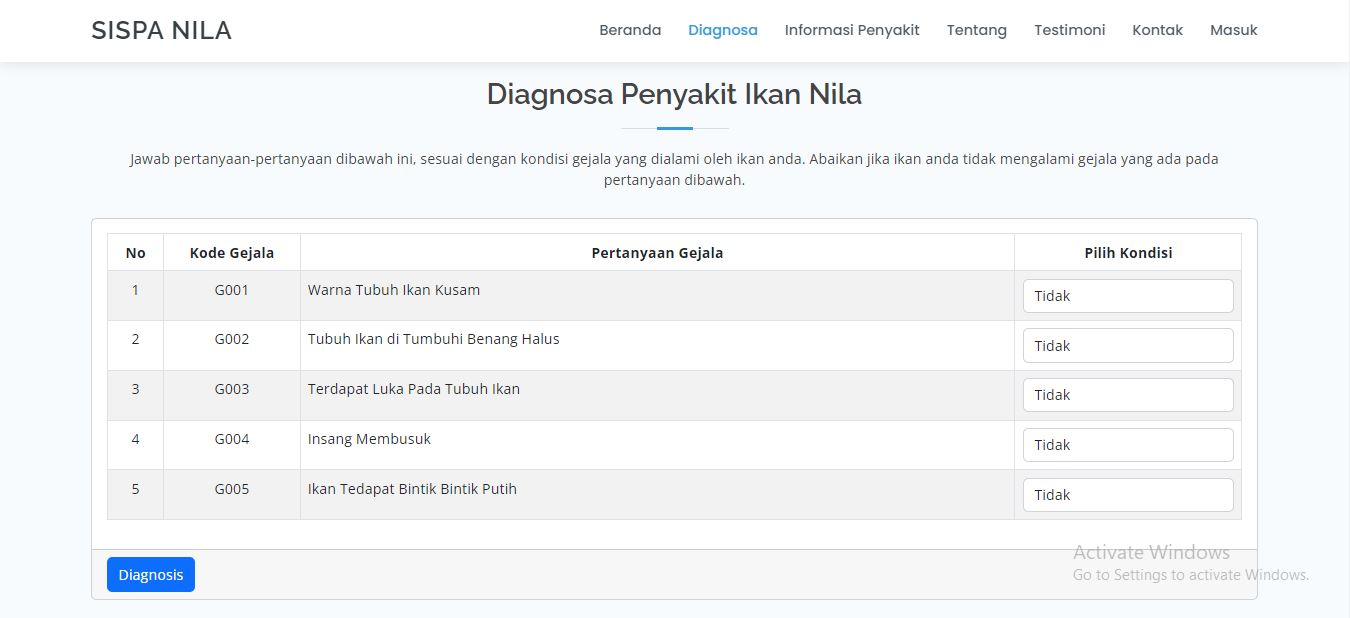 SISPA NILA
Beranda Diagnosa Informasi Penyakit Tentang Testimoni Kontak Masuk
Diagnosa Penyakit Ikan Nila
Jawab pertanyaan-pertanyaan dibawah ini, sesuai dengan kondisi gejala yang dialami oleh ikan anda. Abaikan jika ikan anda tidak mengalami gejala yang ada pada
pertanyaan dibawah.
No Kode Gejala Pertanyaan Gejala Pilih Kondisi
1 G001 Warna Tubuh Ikan Kusam Tidak
2 G002 Tubuh Ikan di Tumbuhi Benang Halus Tidak
3 G003 Terdapat Luka Pada Tubuh Ikan Tidak
4 G004 Insang Membusuk Tidak
5 G005 Ikan Tedapat Bintik Bintik Putih Tidak
Activate Windows
Go to Settings to activate Windows.
Diagnosis